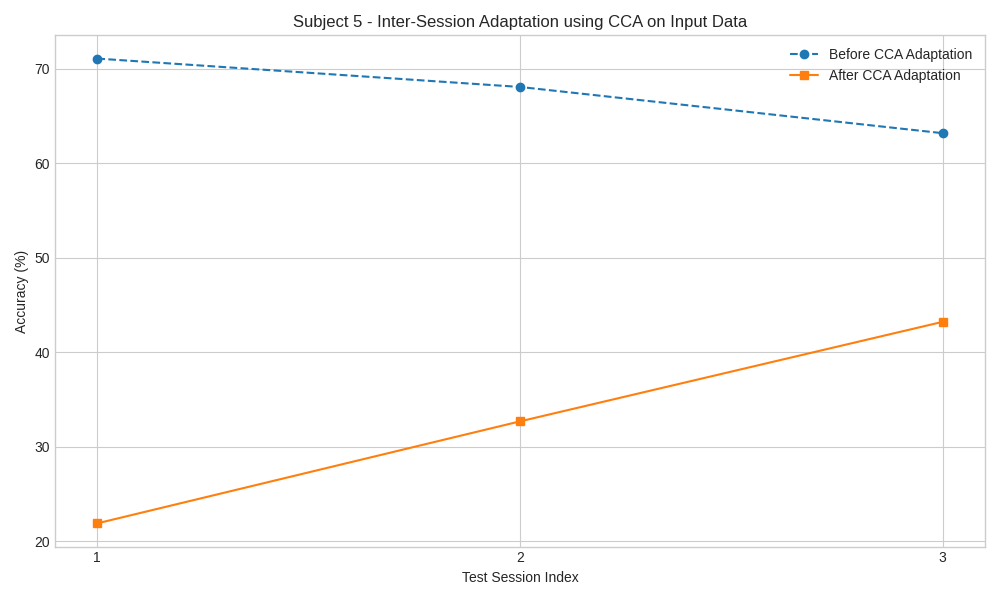 Subject 5 - Inter-Session Adaptation using CCA on Input Data
Before CCA Adaptation
After CCA Adaptation
Accuracy (%)
70
60
50
40
30
20
1
2
3
Test Session Index